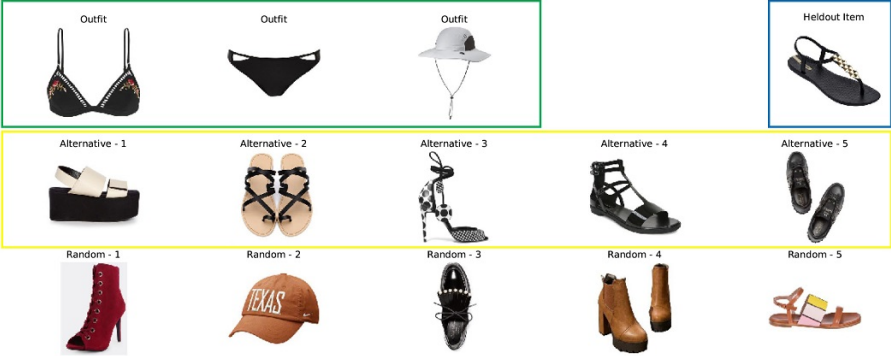 Outfit
Outfit
Outfit
Heldout Item
Alternative - 1
Alternative - 2
Alternative - 3
Alternative - 4
Alternative - 5
Random - 1
Random - 2
Random - 3
Random - 4
Random - 5
TEXAS